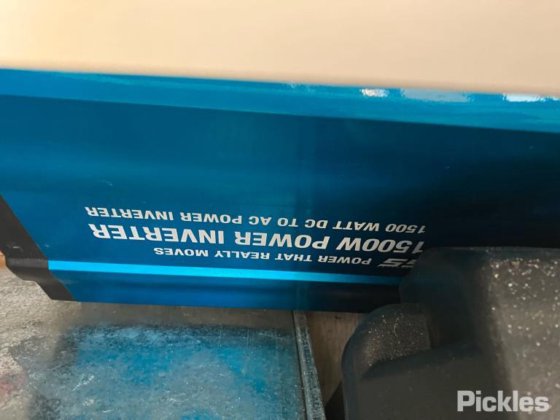 POWER THAT REALLY MOVES
1500W POWER INVERTER
1500 WATT DC TO AC POWER INVERTER
Pickles